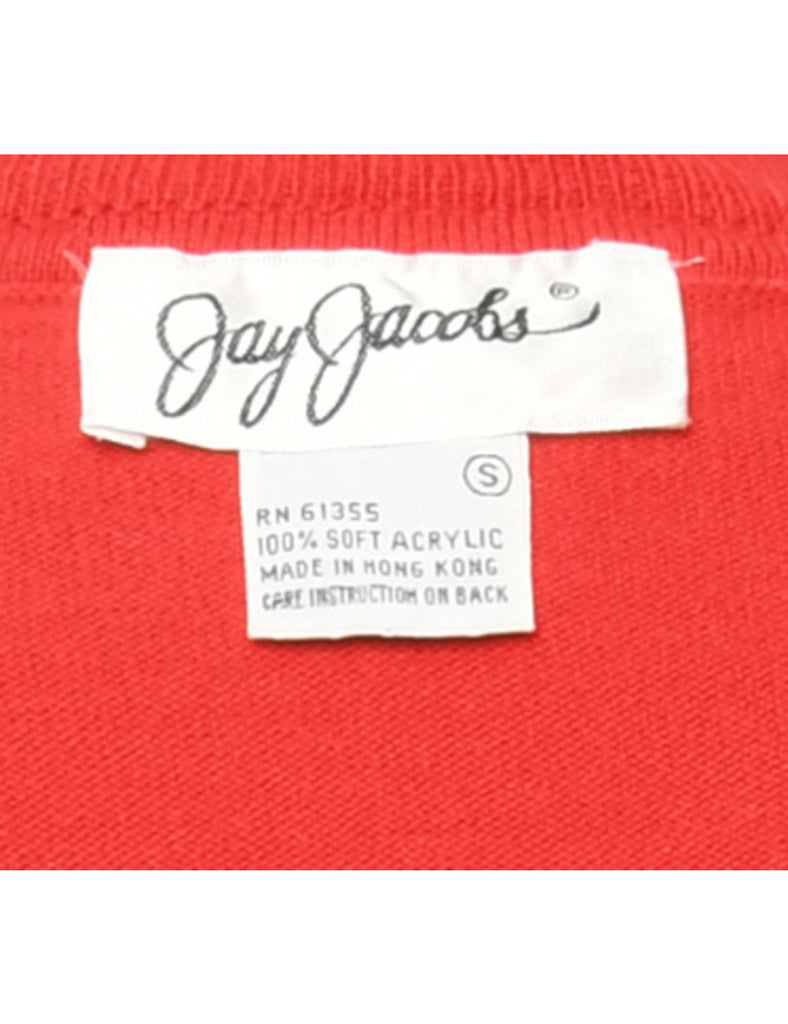 Jay Jacobs ®
S
RN 61355
100% SOFT ACRYLIC
MADE IN HONG KONG
CARE INSTRUCTION ON BACK